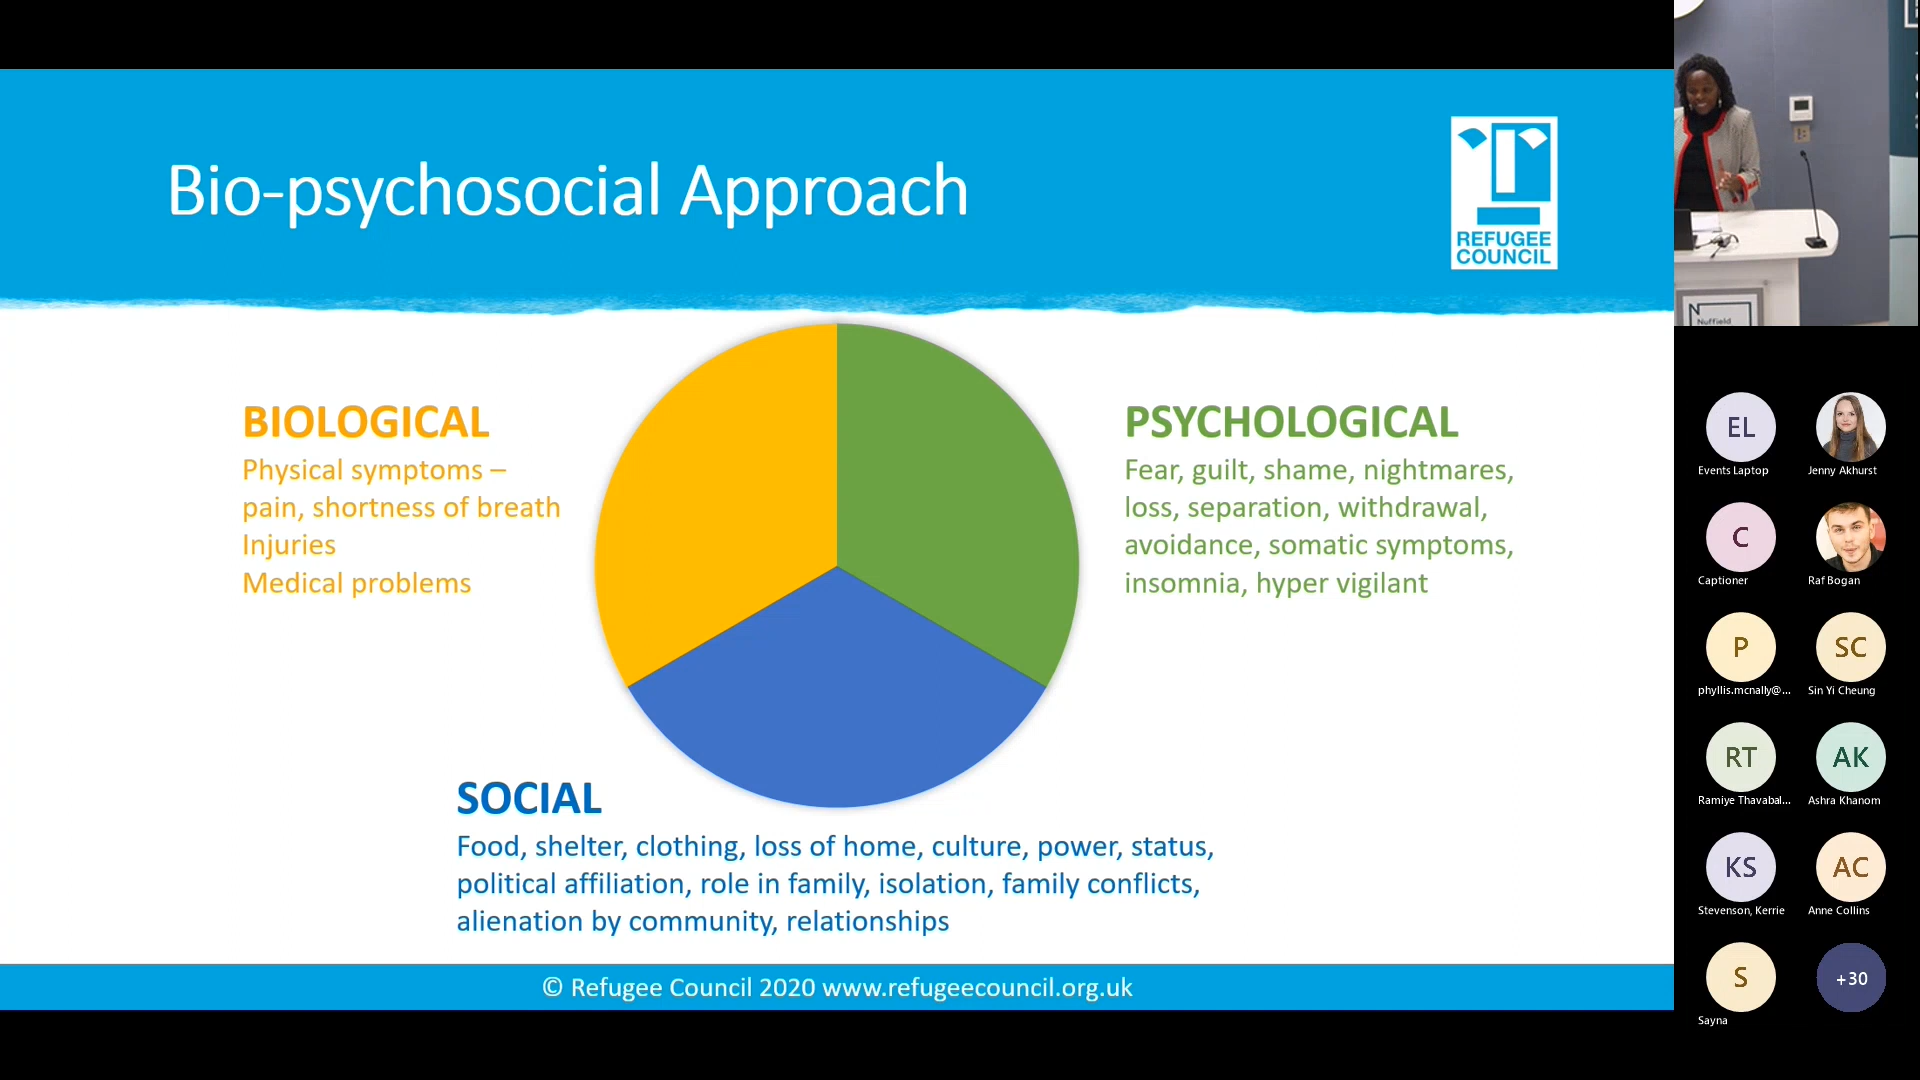 Bio-psychosocial Approach
REFUGEE
COUNCIL
BIOLOGICAL
Physical symptoms –
pain, shortness of breath
Injuries
Medical problems
PSYCHOLOGICAL
Fear, guilt, shame, nightmares,
loss, separation, withdrawal,
avoidance, somatic symptoms,
insomnia, hyper vigilant
SOCIAL
Food, shelter, clothing, loss of home, culture, power, status,
political affiliation, role in family, isolation, family conflicts,
alienation by community, relationships
© Refugee Council 2020 www.refugeecouncil.org.uk
N
Nuffield
EL
Events Laptop
Jenny Akhurst
C
Captioner
Raf Bogan
P
phyllis.mcnally@...
SC
Sin Yi Cheung
RT
Ramiye Thavabal...
AK
Ashra Khanom
KS
Stevenson, Kerrie
AC
Anne Collins
S
Sayna
+30